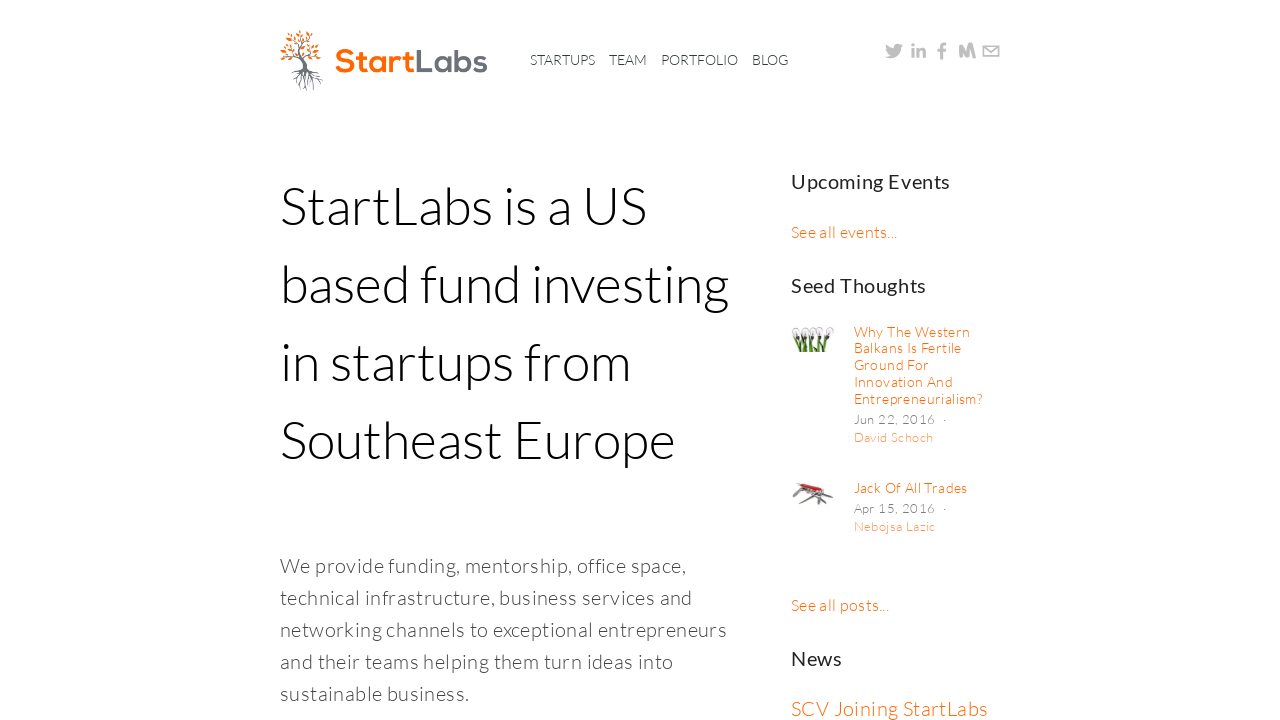 StartLabs
STARTUPS TEAM PORTFOLIO BLOG
StartLabs is a US
based fund investing
in startups from
Southeast Europe
We provide funding, mentorship, office space,
technical infrastructure, business services and
networking channels to exceptional entrepreneurs
and their teams helping them turn ideas into
sustainable business.
Upcoming Events
See all events...
Seed Thoughts
Why The Western
Balkans Is Fertile
Ground For
Innovation And
Entrepreneurialism?
Jun 22, 2016 ·
David Schoch
Jack Of All Trades
Apr 15, 2016 ·
Nebojsa Lazic
See all posts...
News
SCV Joining StartLabs